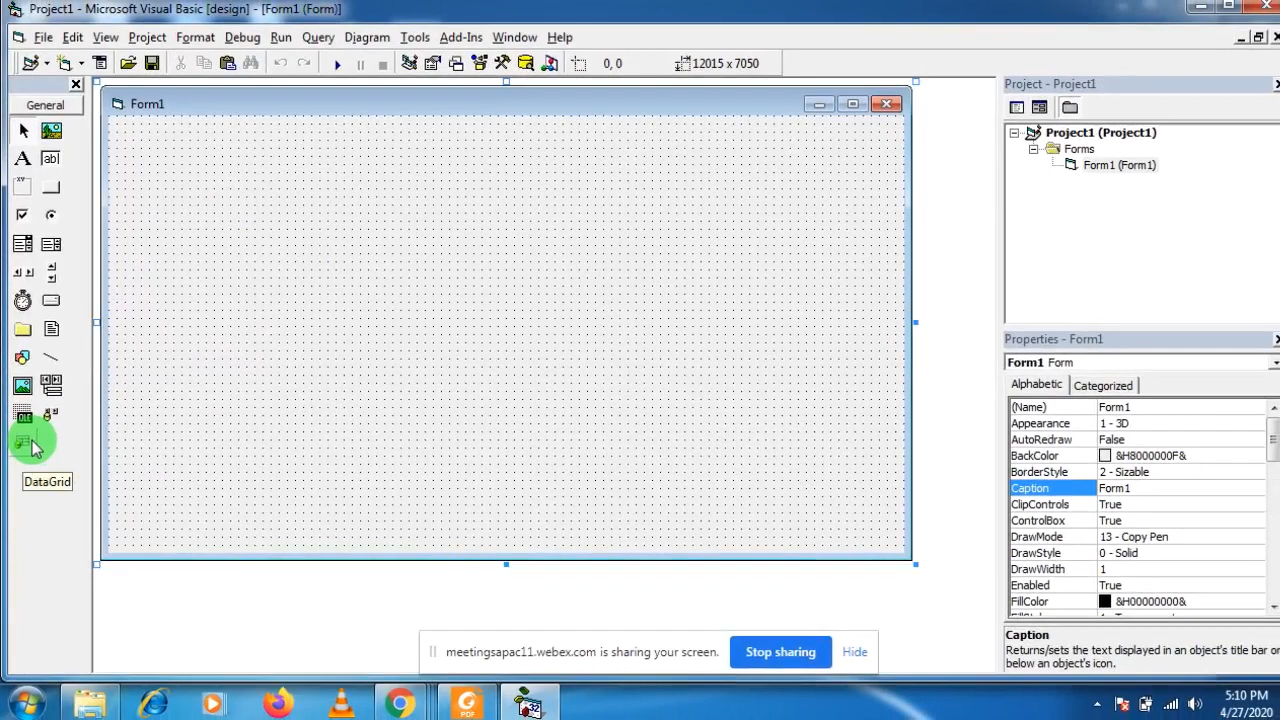 Project1 - Microsoft Visual Basic [design] - [Form1 (Form)]
File Edit View Project Format Debug Run Query Diagram Tools Add-Ins Window Help
0, 0 12015 x 7050
General
A abl
xy
OLE
DataGrid
Form1
Project - Project1
Project1 (Project1)
Forms
Form1 (Form1)
Properties - Form1
Form1 Form
Alphabetic Categorized
(Name) Form1
Appearance 1 - 3D
AutoRedraw False
BackColor &H8000000F&
BorderStyle 2 - Sizable
Caption Form1
ClipControls True
ControlBox True
DrawMode 13 - Copy Pen
DrawStyle 0 - Solid
DrawWidth 1
Enabled True
FillColor &H00000000&
Caption
Returns/sets the text displayed in an object's title bar or
below an object's icon.
meetingsapac11.webex.com is sharing your screen. Stop sharing Hide
PDF
5:10 PM
4/27/2020